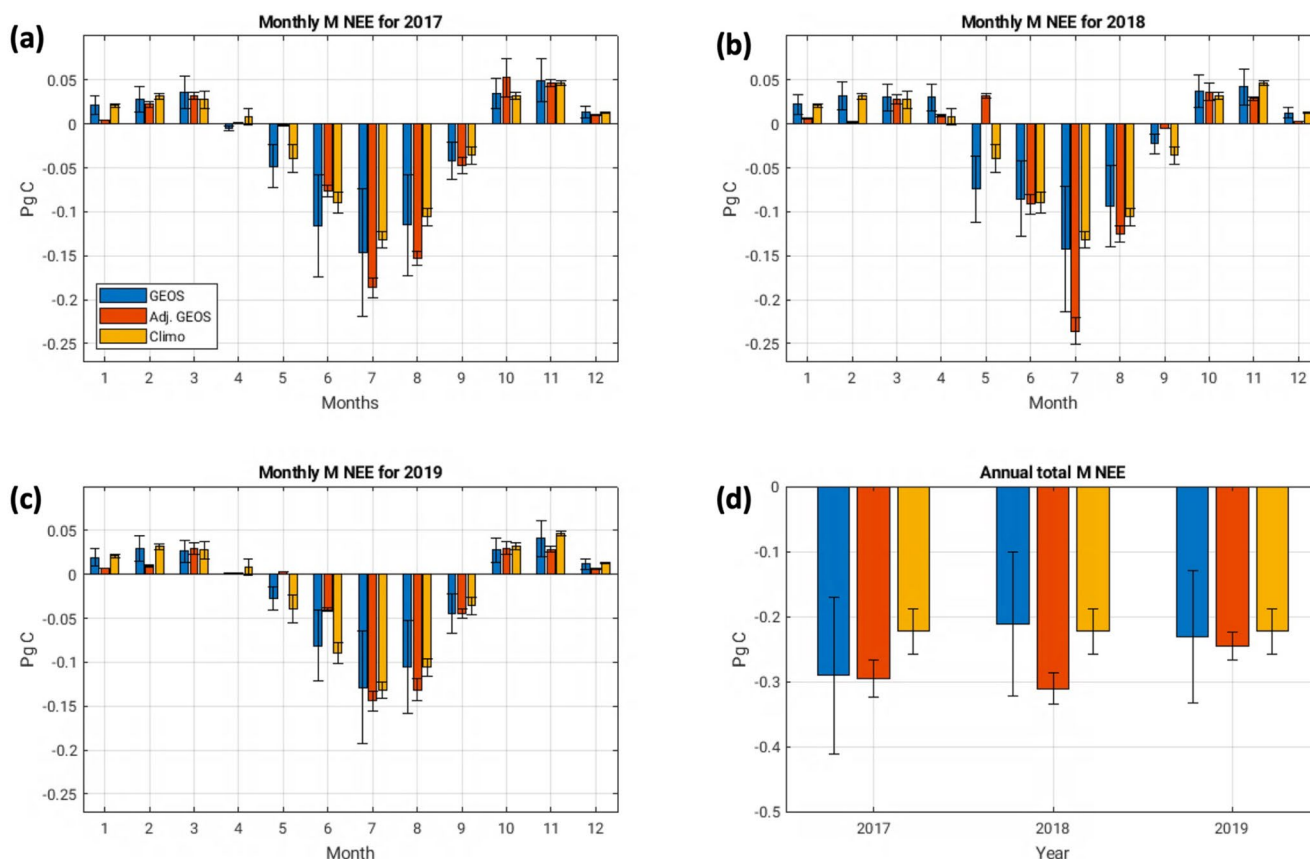 (a)
Monthly M NEE for 2017
0.05
0
-0.05
-0.1
-0.15
-0.2
-0.25
PgC
GEOS
Adj. GEOS
Climo
1 2 3 4 5 6 7 8 9 10 11 12
Months
(b)
Monthly M NEE for 2018
0.05
0
-0.05
-0.1
-0.15
-0.2
-0.25
PgC
1 2 3 4 5 6 7 8 9 10 11 12
Month
(c)
Monthly M NEE for 2019
0.05
0
-0.05
-0.1
-0.15
-0.2
-0.25
PgC
1 2 3 4 5 6 7 8 9 10 11 12
Month
(d)
Annual total M NEE
0
-0.1
-0.2
-0.3
-0.4
-0.5
PgC
2017 2018 2019
Year